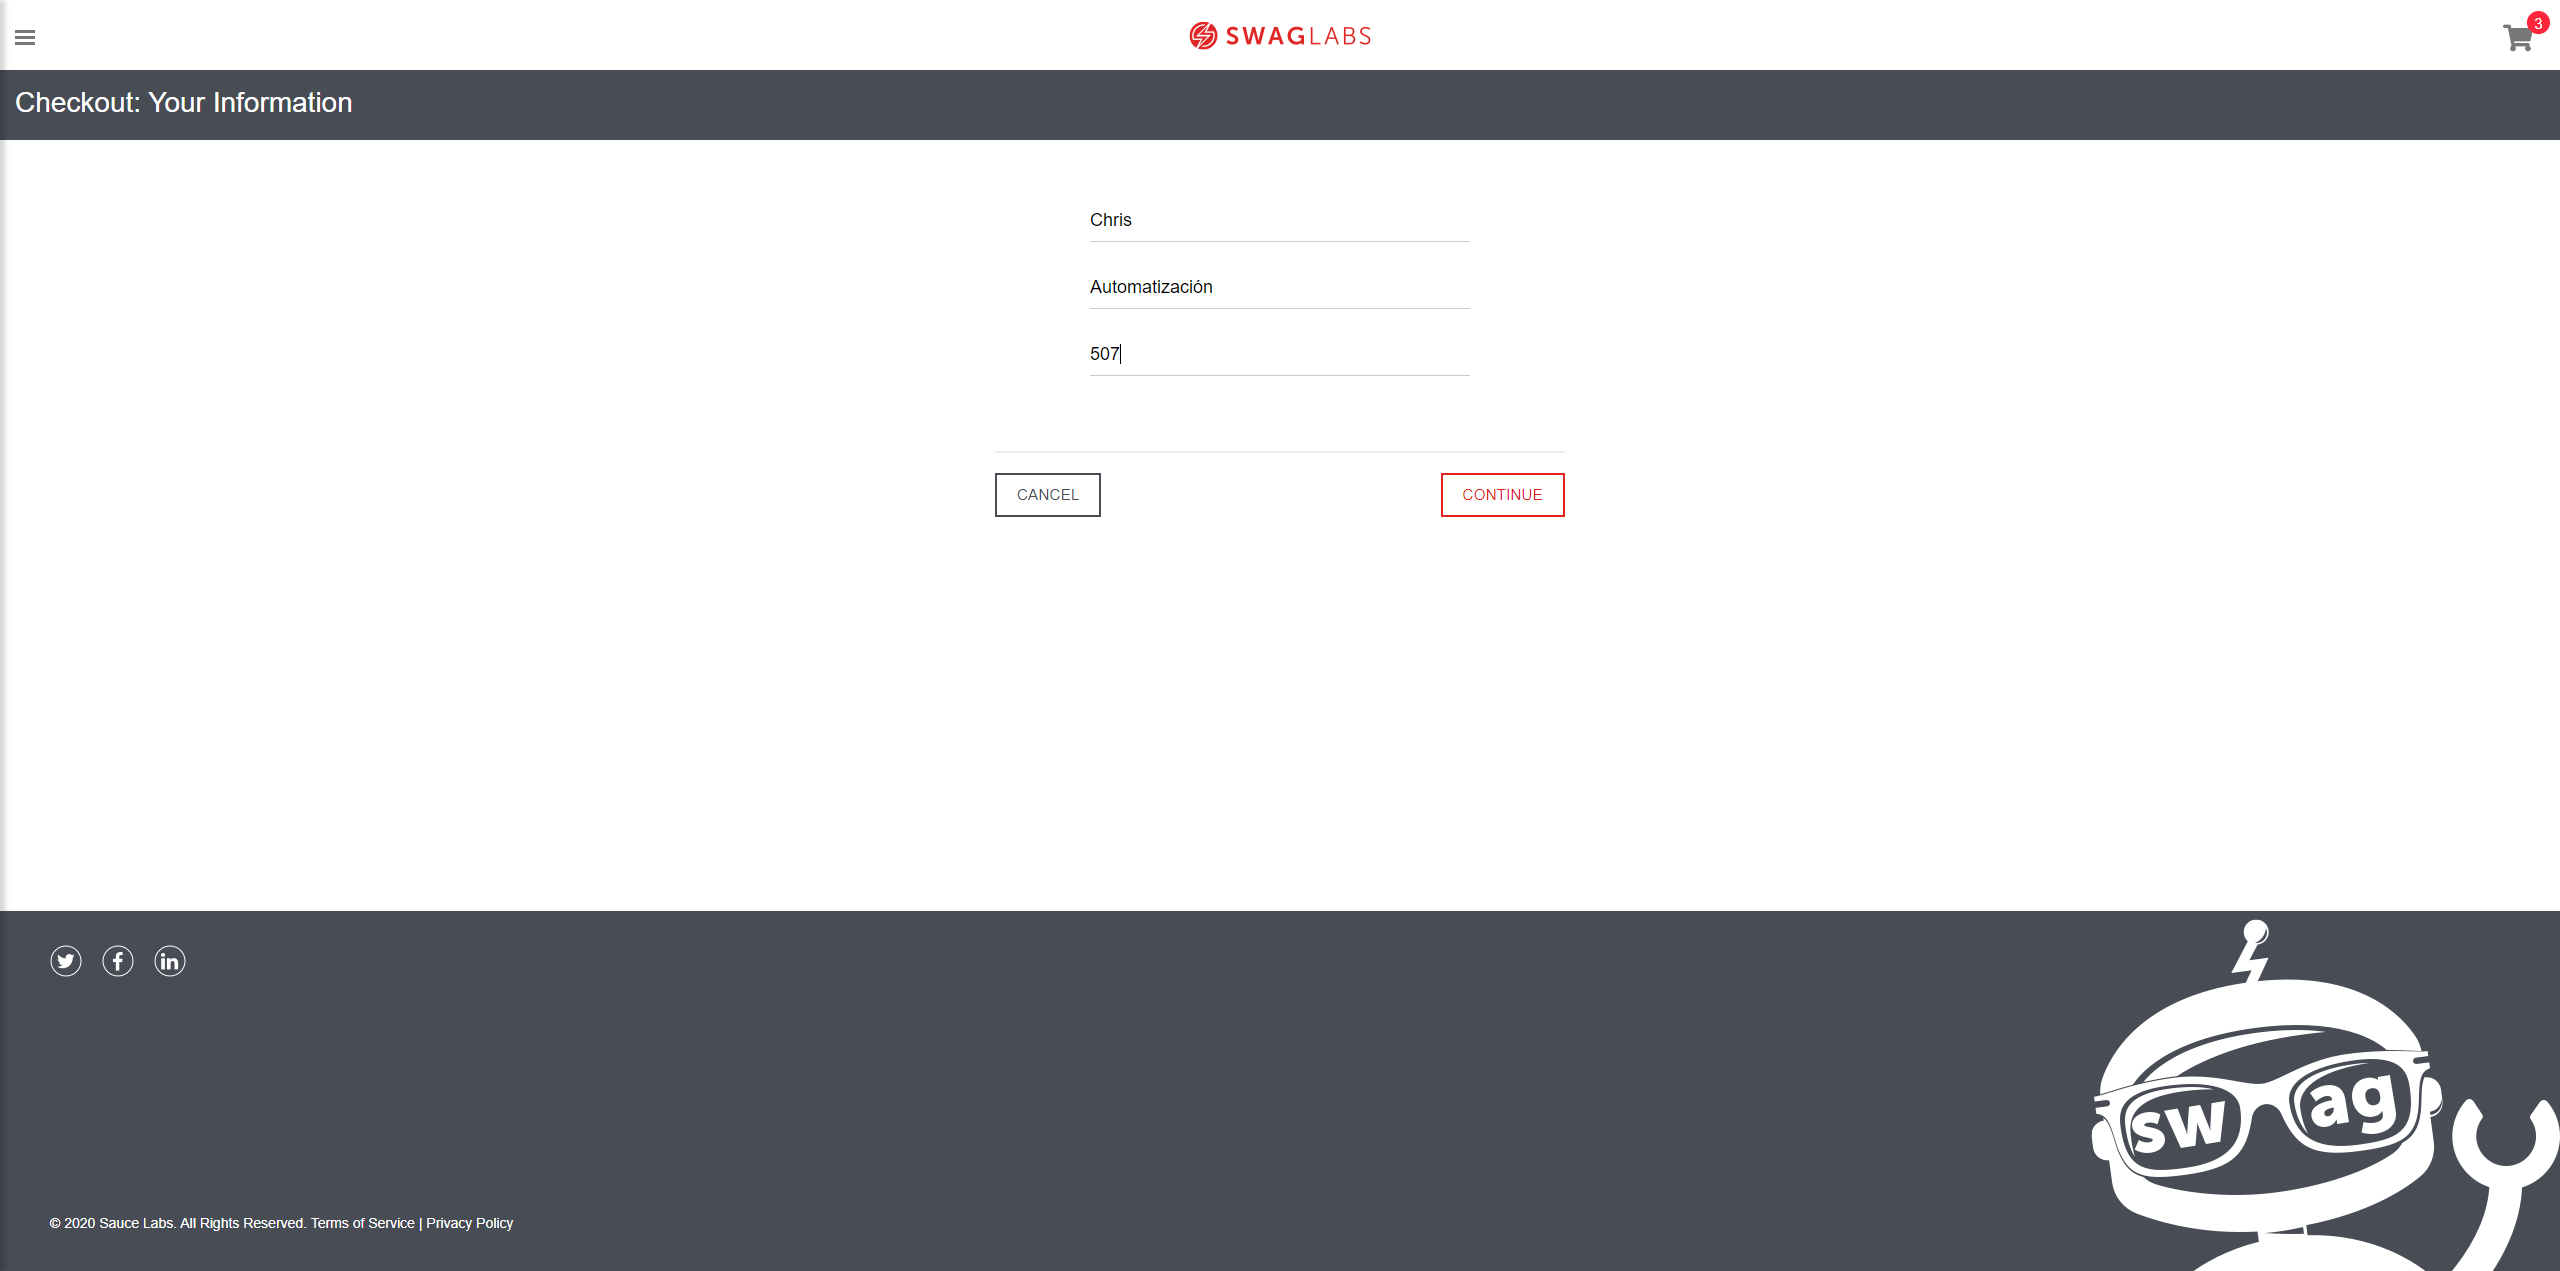 SWAGLABS
3
Checkout: Your Information
Chris
Automatización
507
CANCEL
CONTINUE
sw ag
© 2020 Sauce Labs. All Rights Reserved. Terms of Service | Privacy Policy